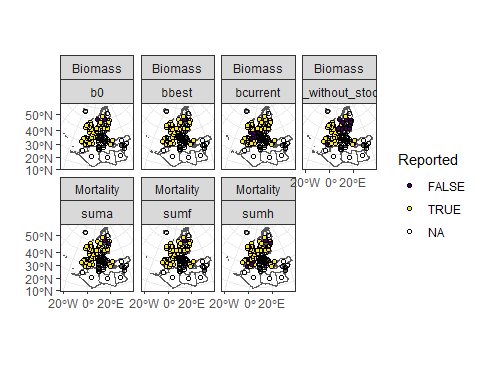 Biomass Biomass Biomass Biomass
b0 bbest bcurrent _without_stoc
50°N
40°N
30°N
20°N
10°N
20°W 0° 20°E
Mortality Mortality Mortality
suma sumf sumh
50°N
40°N
30°N
20°N
10°N
20°W 0° 20°E 20°W 0° 20°E 20°W 0° 20°E
Reported
FALSE
TRUE
NA